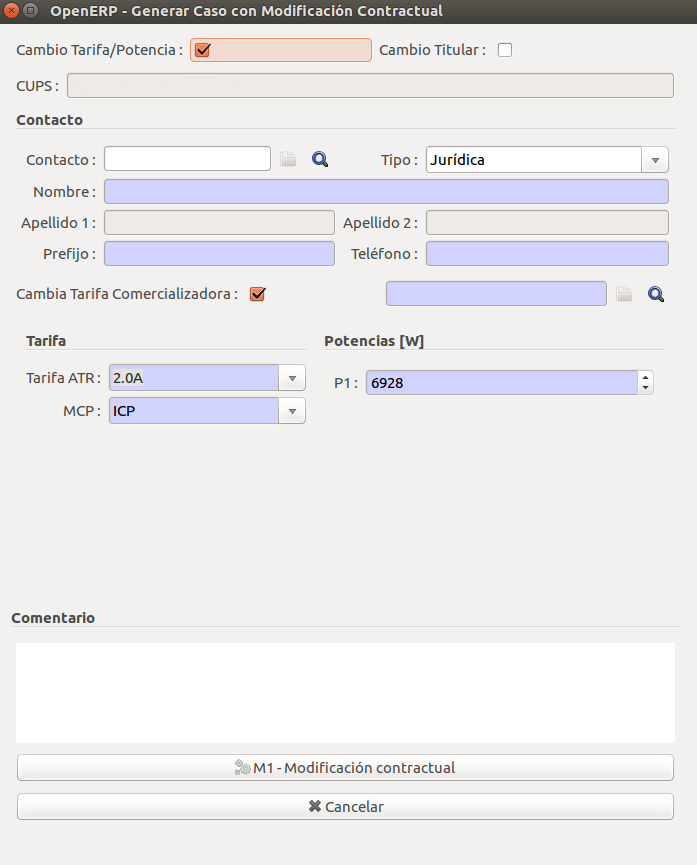 OpenERP - Generar Caso con Modificación Contractual
Cambio Tarifa/Potencia : Cambio Titular :
CUPS :
Contacto
Contacto : Tipo : Jurídica
Nombre :
Apellido 1 : Apellido 2 :
Prefijo : Teléfono :
Cambia Tarifa Comercializadora :
Tarifa Potencias [W]
Tarifa ATR : 2.0A P1 : 6928
MCP : ICP
Comentario
M1 - Modificación contractual
Cancelar